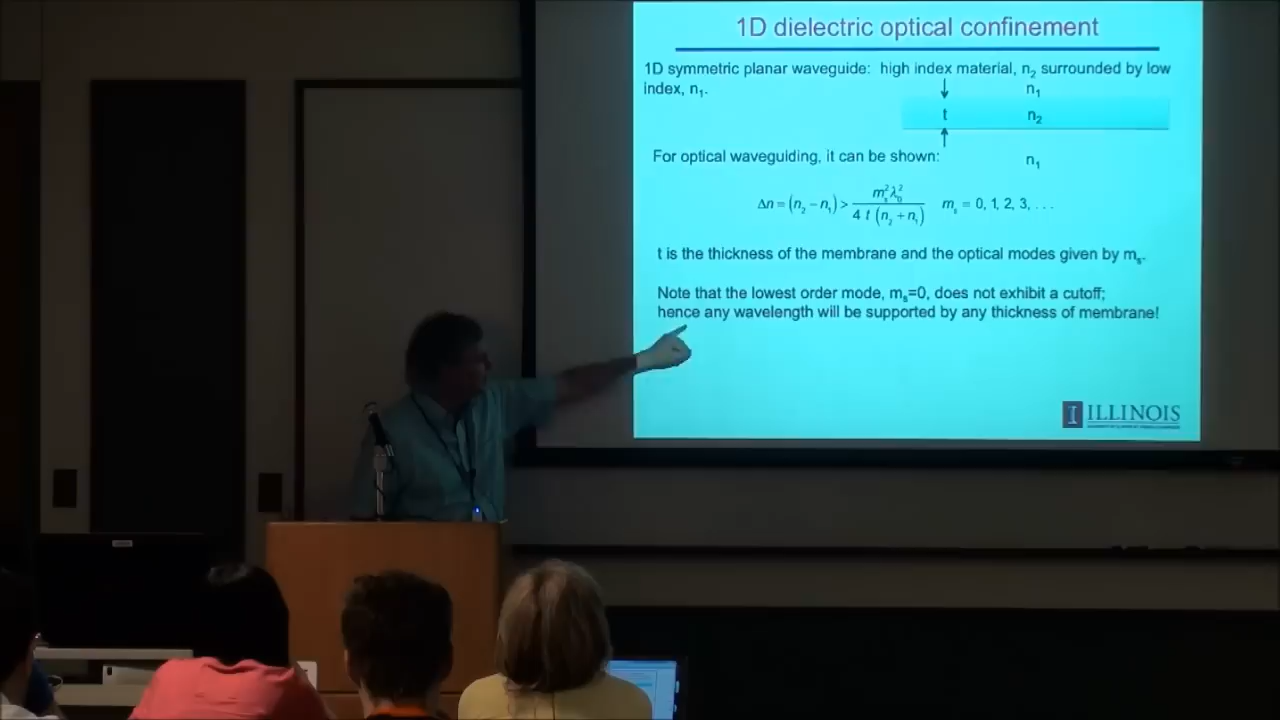 1D dielectric optical confinement
1D symmetric planar waveguide: high index material, n₂ surrounded by low
index, n₁.
n₁
t n₂
n₁
For optical waveguiding, it can be shown:
Δn = (n₂ − n₁) > mₛ²λ₀² / 4 t (n₂ + n₁) mₛ = 0, 1, 2, 3, . . .
t is the thickness of the membrane and the optical modes given by mₛ.
Note that the lowest order mode, mₛ=0, does not exhibit a cutoff;
hence any wavelength will be supported by any thickness of membrane!
I ILLINOIS